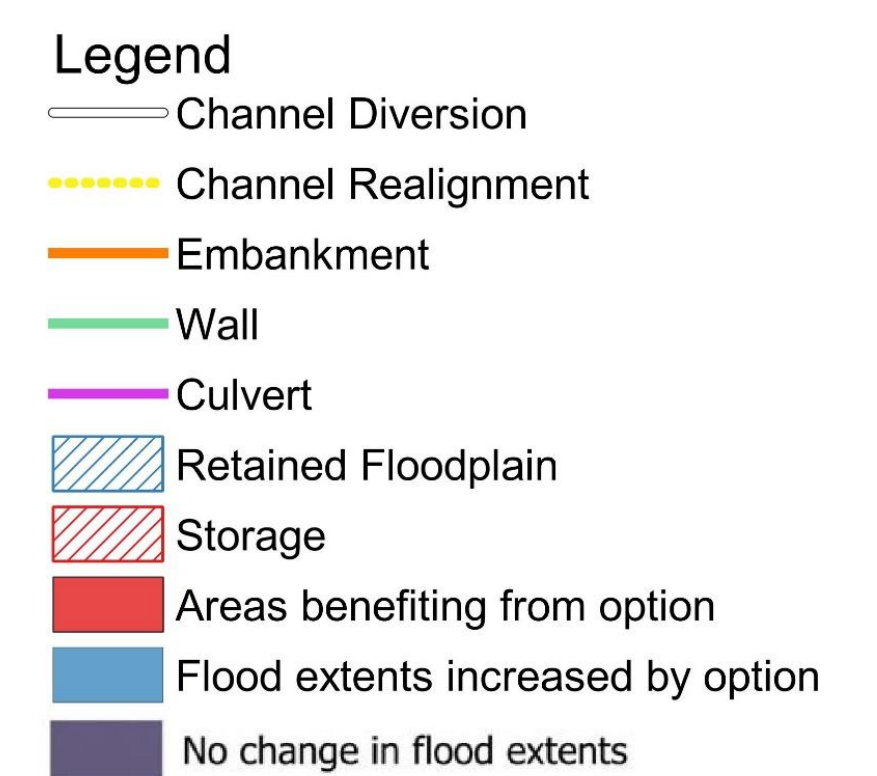 Legend
Channel Diversion
Channel Realignment
Embankment
Wall
Culvert
Retained Floodplain
Storage
Areas benefiting from option
Flood extents increased by option
No change in flood extents